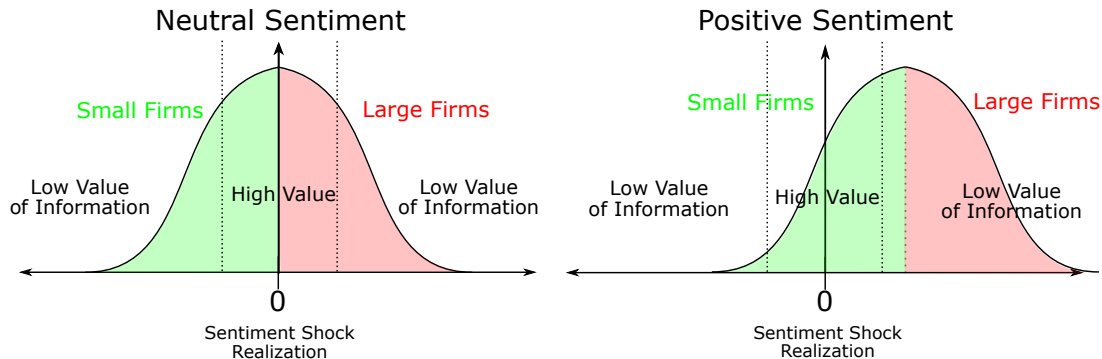 Neutral Sentiment
Small Firms
Large Firms
Low Value
of Information
High Value
Low Value
of Information
0
Sentiment Shock
Realization
Positive Sentiment
Small Firms
Large Firms
Low Value
of Information
High Value
Low Value
of Information
0
Sentiment Shock
Realization